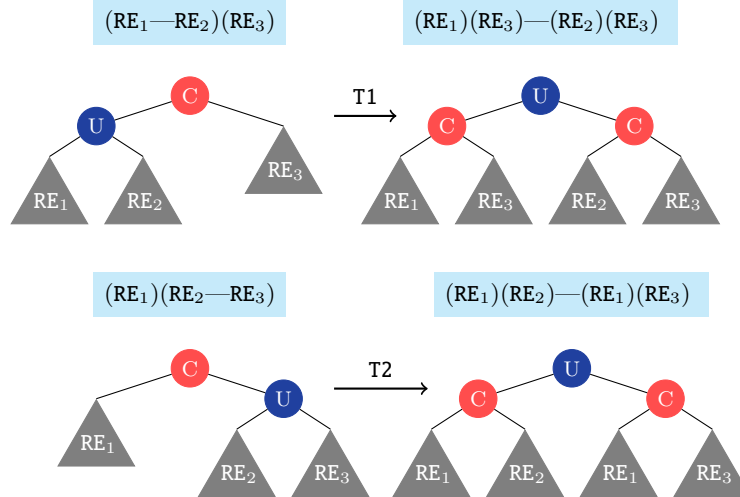 (RE₁—RE₂)(RE₃)
(RE₁)(RE₃)—(RE₂)(RE₃)
C
U
T1
U
C
C
RE₃
RE₁
RE₂
RE₁
RE₃
RE₂
RE₃
(RE₁)(RE₂—RE₃)
(RE₁)(RE₂)—(RE₁)(RE₃)
C
T2
U
U
C
C
RE₁
RE₂
RE₃
RE₁
RE₂
RE₁
RE₃